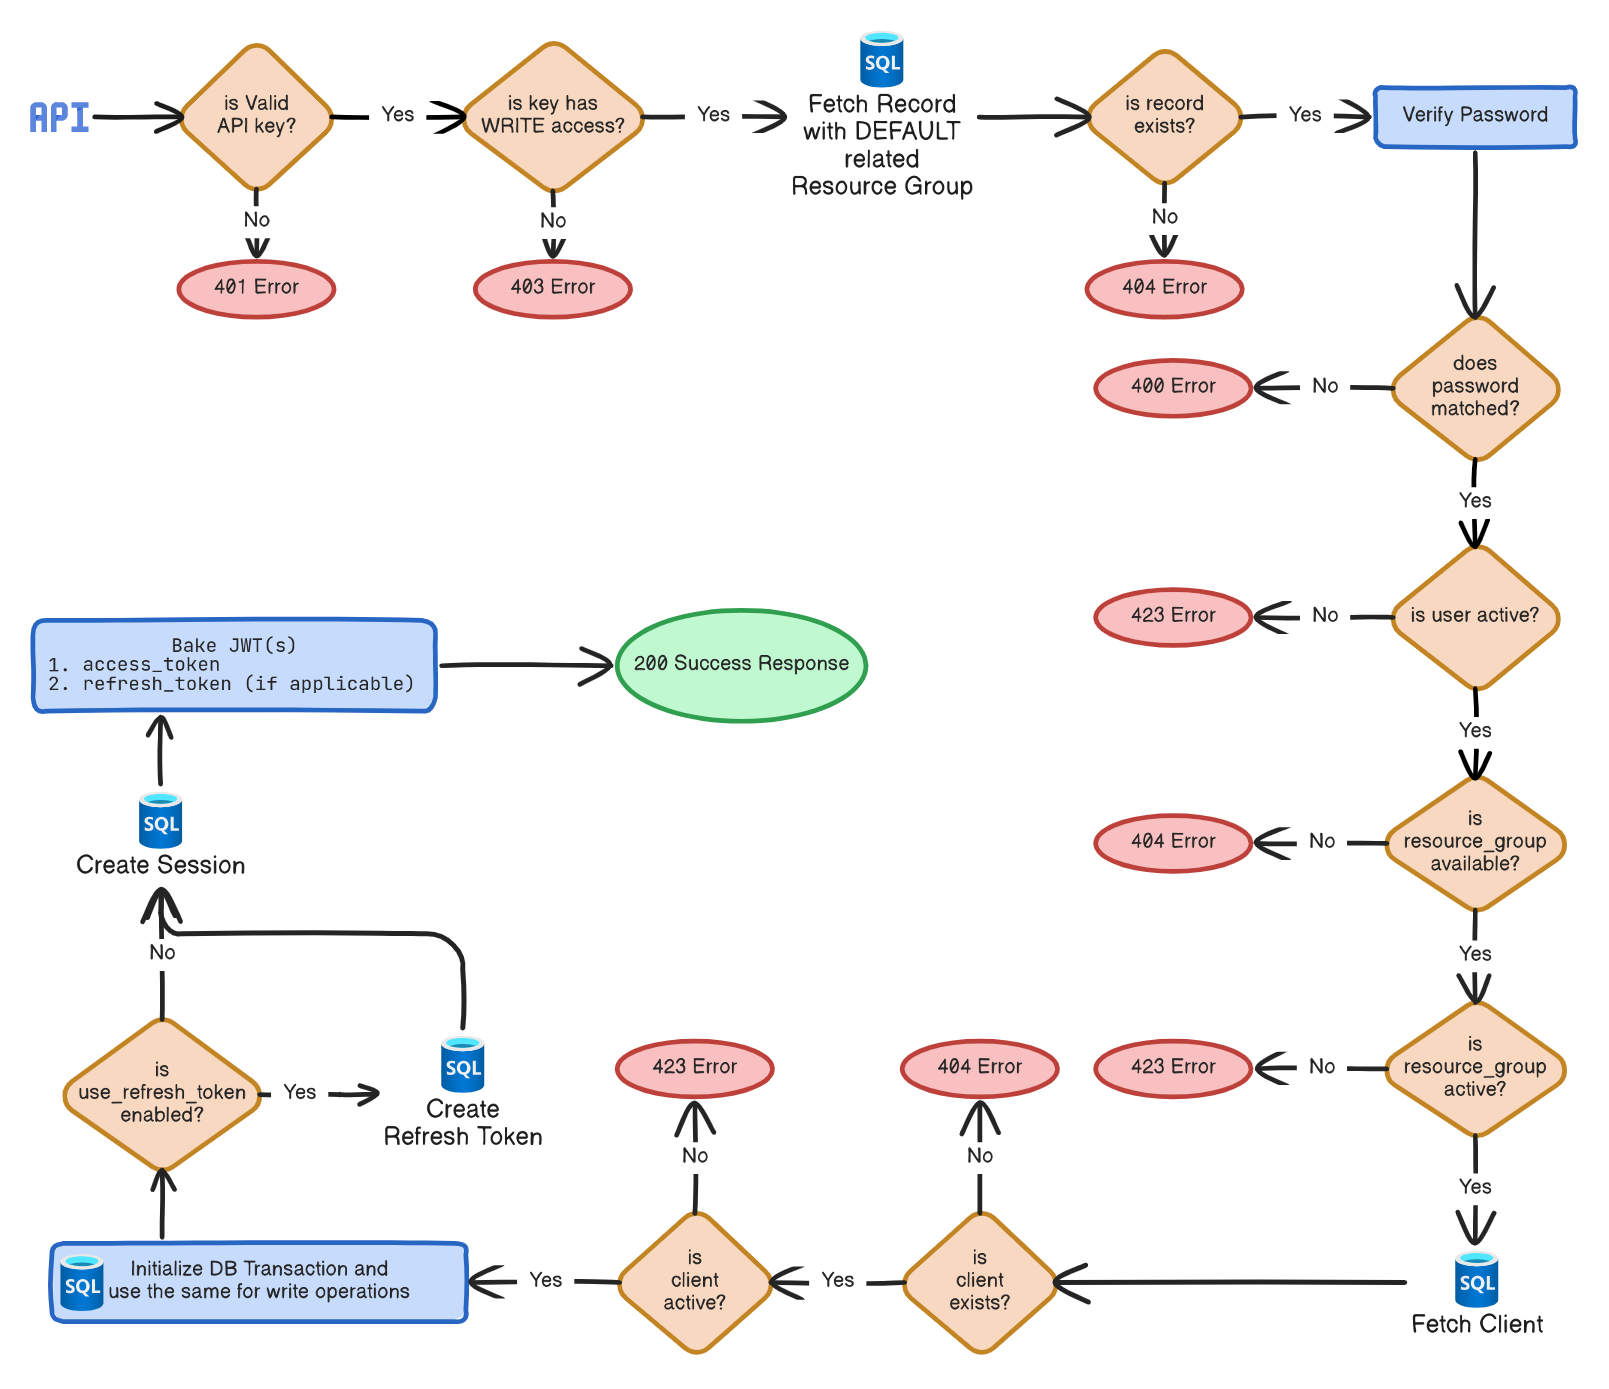 API
is Valid
API key?
Yes
is key has
WRITE access?
Yes
SQL
Fetch Record
with DEFAULT
related
Resource Group
is record
exists?
Yes
Verify Password
No
401 Error
No
403 Error
No
404 Error
does
password
matched?
No
400 Error
Yes
is user active?
No
423 Error
Yes
is
resource_group
available?
No
404 Error
Yes
is
resource_group
active?
No
423 Error
Yes
SQL
Fetch Client
is
client
exists?
No
404 Error
Yes
is
client
active?
No
423 Error
Yes
SQL
Initialize DB Transaction and
use the same for write operations
is
use_refresh_token
enabled?
Yes
SQL
Create
Refresh Token
No
SQL
Create Session
Bake JWT(s)
1. access_token
2. refresh_token (if applicable)
200 Success Response